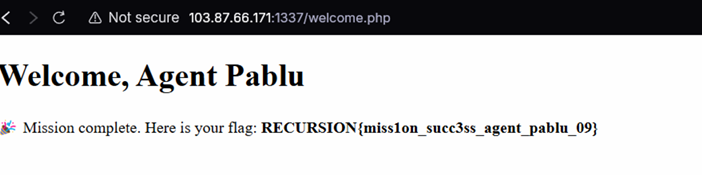 Not secure 103.87.66.171:1337/welcome.php
Welcome, Agent Pablu
🎉 Mission complete. Here is your flag: RECURSION{miss1on_succ3ss_agent_pablu_09}